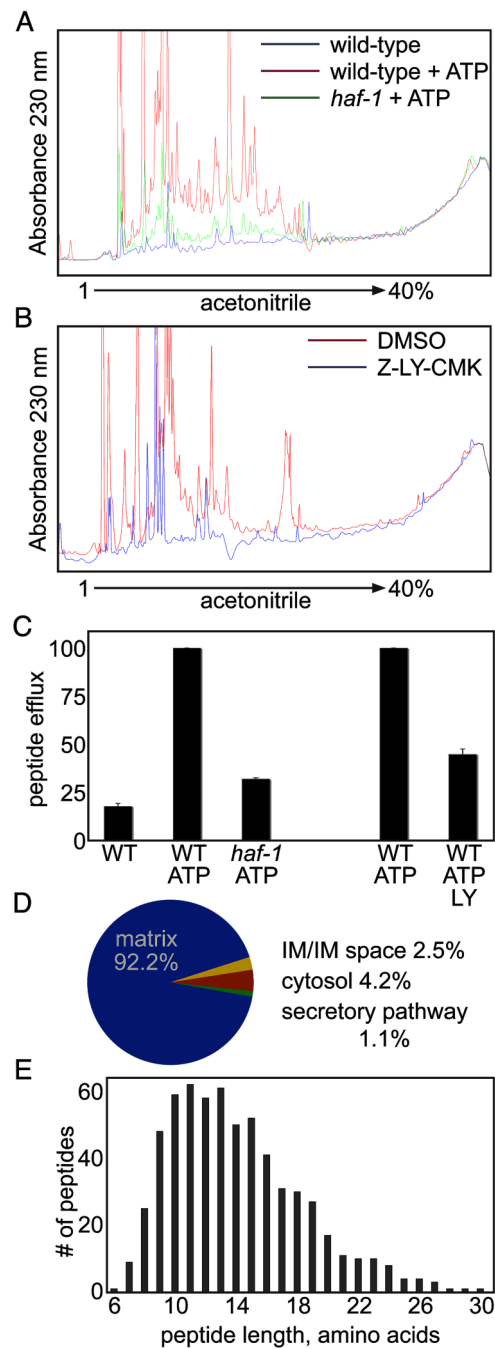 A
wild-type
wild-type + ATP
haf-1 + ATP
Absorbance 230 nm
1
acetonitrile
40%
B
DMSO
Z-LY-CMK
Absorbance 230 nm
1
acetonitrile
40%
C
100
75
50
25
0
peptide efflux
WT
WT
ATP
haf-1
ATP
WT
ATP
WT
ATP
LY
D
matrix
92.2%
IM/IM space 2.5%
cytosol 4.2%
secretory pathway
1.1%
E
60
40
20
0
# of peptides
6 10 14 18 22 26 30
peptide length, amino acids